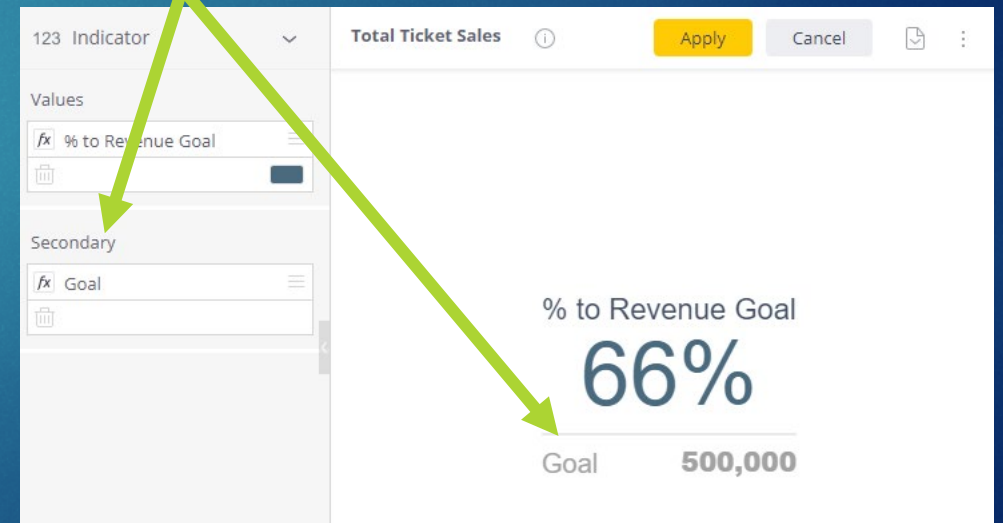 123 Indicator
Total Ticket Sales
Apply
Cancel
Values
fx % to Revenue Goal
Secondary
fx Goal
% to Revenue Goal
66%
Goal 500,000